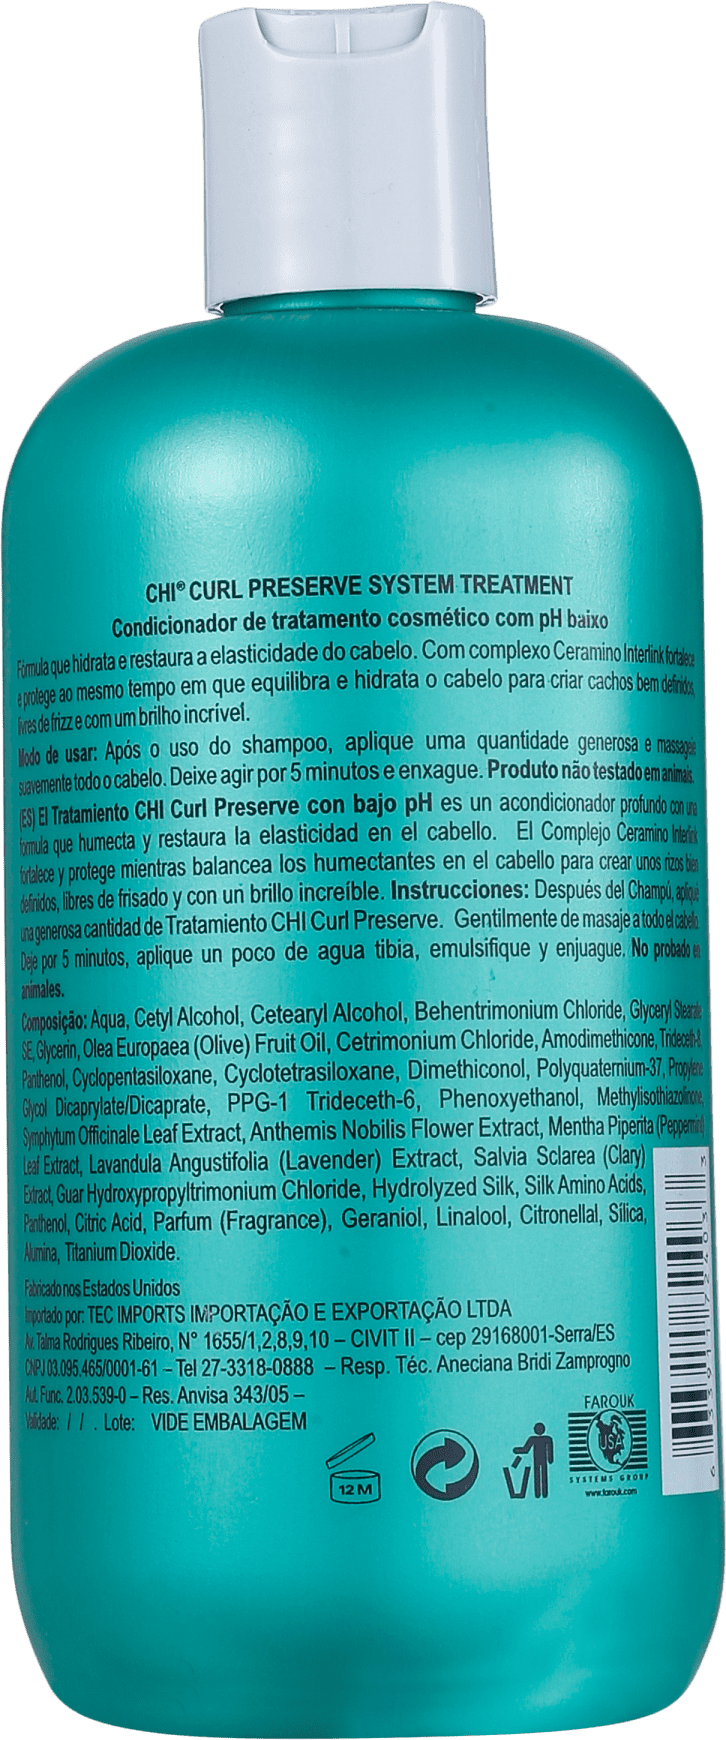 CHI® CURL PRESERVE SYSTEM TREATMENT
Condicionador de tratamento cosmético com pH baixo
Fórmula que hidrata e restaura a elasticidade do cabelo. Com complexo Ceramino Interlink fortalece
e protege ao mesmo tempo em que equilibra e hidrata o cabelo para criar cachos bem definidos,
livres de frizz e com um brilho incrível.
Modo de usar: Após o uso do shampoo, aplique uma quantidade generosa e massageie
suavemente todo o cabelo. Deixe agir por 5 minutos e enxague. Produto não testado em animais.
(ES) El Tratamiento CHI Curl Preserve con bajo pH es un acondicionador profundo con una
formula que humecta y restaura la elasticidad en el cabello. El Complejo Ceramino Interlink
fortalece y protege mientras balancea los humectantes en el cabello para crear unos rizos bien
definidos, libres de frisado y con un brillo increíble. Instrucciones: Después del Champú, aplique
una generosa cantidad de Tratamiento CHI Curl Preserve. Gentilmente de masaje a todo el cabello.
Deje por 5 minutos, aplique un poco de agua tibia, emulsifique y enjuague. No probado en
animales.
Composição: Aqua, Cetyl Alcohol, Cetearyl Alcohol, Behentrimonium Chloride, Glyceryl Stearate
SE, Glycerin, Olea Europaea (Olive) Fruit Oil, Cetrimonium Chloride, Amodimethicone, Trideceth-8,
Panthenol, Cyclopentasiloxane, Cyclotetrasiloxane, Dimethiconol, Polyquaternium-37, Propylene
Glycol Dicaprylate/Dicaprate, PPG-1 Trideceth-6, Phenoxyethanol, Methylisothiazolinone,
Symphytum Officinale Leaf Extract, Anthemis Nobilis Flower Extract, Mentha Piperita (Peppermint)
Leaf Extract, Lavandula Angustifolia (Lavender) Extract, Salvia Sclarea (Clary)
Extract, Guar Hydroxypropyltrimonium Chloride, Hydrolyzed Silk, Silk Amino Acids,
Panthenol, Citric Acid, Parfum (Fragrance), Geraniol, Linalool, Citronellal, Sílica,
Alumina, Titanium Dioxide.
Fabricado nos Estados Unidos
Importado por: TEC IMPORTS IMPORTAÇÃO E EXPORTAÇÃO LTDA
Av. Talma Rodrigues Ribeiro, N° 1655/1,2,8,9,10 – CIVIT II – cep 29168001-Serra/ES
CNPJ 03.095.465/0001-61 – Tel 27-3318-0888 – Resp. Téc. Aneciana Bridi Zamprogno
Aut. Func. 2.03.539-0 – Res. Anvisa 343/05 –
Validade: / / . Lote: VIDE EMBALAGEM
12 M
FAROUK
USA
SYSTEMS GROUP
www.farouk.com